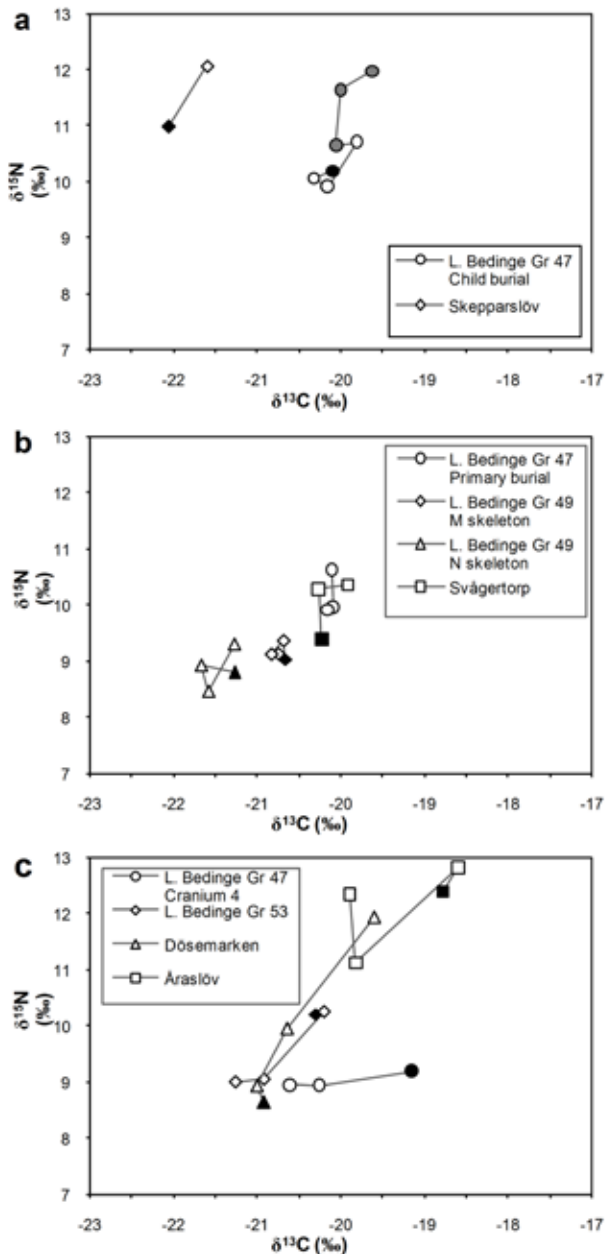 a
13
12
11
10
9
8
7
δ¹⁵N
(‰)
L. Bedinge Gr 47
Child burial
Skepparslöv
-23 -22 -21 -20 -19 -18 -17
δ¹³C (‰)
b
13
12
11
10
9
8
7
δ¹⁵N
(‰)
L. Bedinge Gr 47
Primary burial
L. Bedinge Gr 49
M skeleton
L. Bedinge Gr 49
N skeleton
Svågertorp
-23 -22 -21 -20 -19 -18 -17
δ¹³C (‰)
c
13
12
11
10
9
8
7
δ¹⁵N
(‰)
L. Bedinge Gr 47
Cranium 4
L. Bedinge Gr 53
Dösemarken
Åraslöv
-23 -22 -21 -20 -19 -18 -17
δ¹³C (‰)